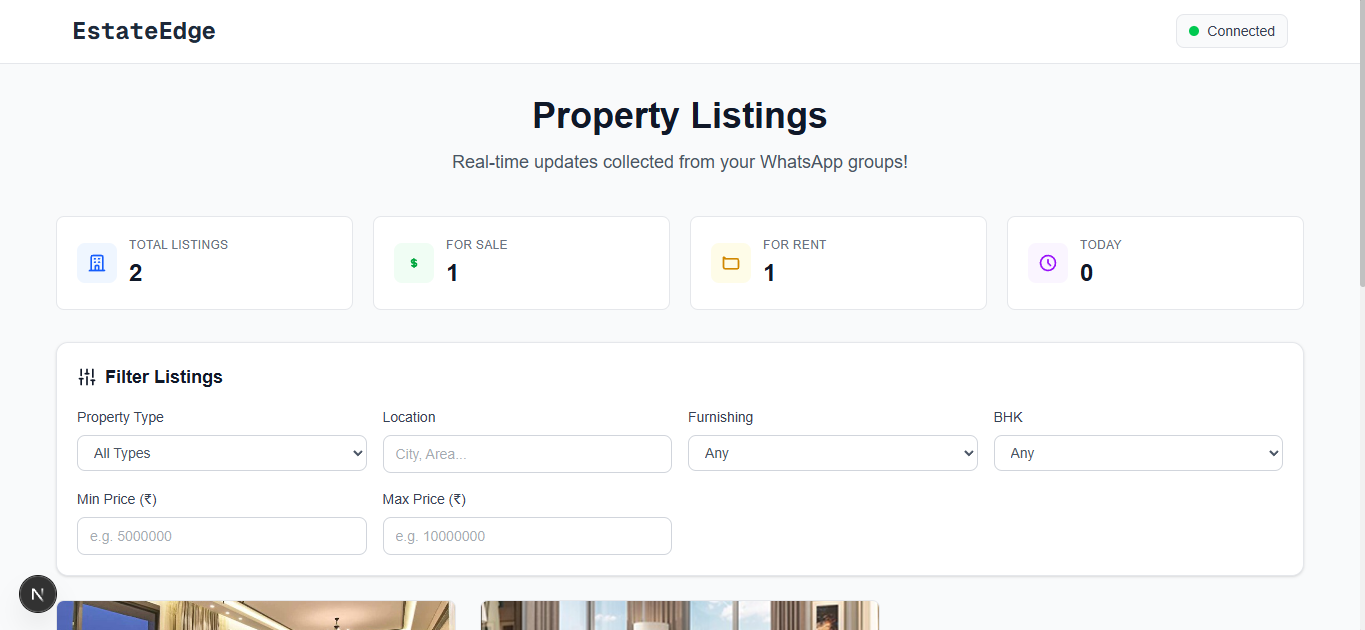 EstateEdge
Connected
Property Listings
Real-time updates collected from your WhatsApp groups!
TOTAL LISTINGS
2
$
FOR SALE
1
FOR RENT
1
TODAY
0
Filter Listings
Property Type
Location
Furnishing
BHK
All Types
City, Area...
Any
Any
Min Price (₹)
Max Price (₹)
e.g. 5000000
e.g. 10000000
N